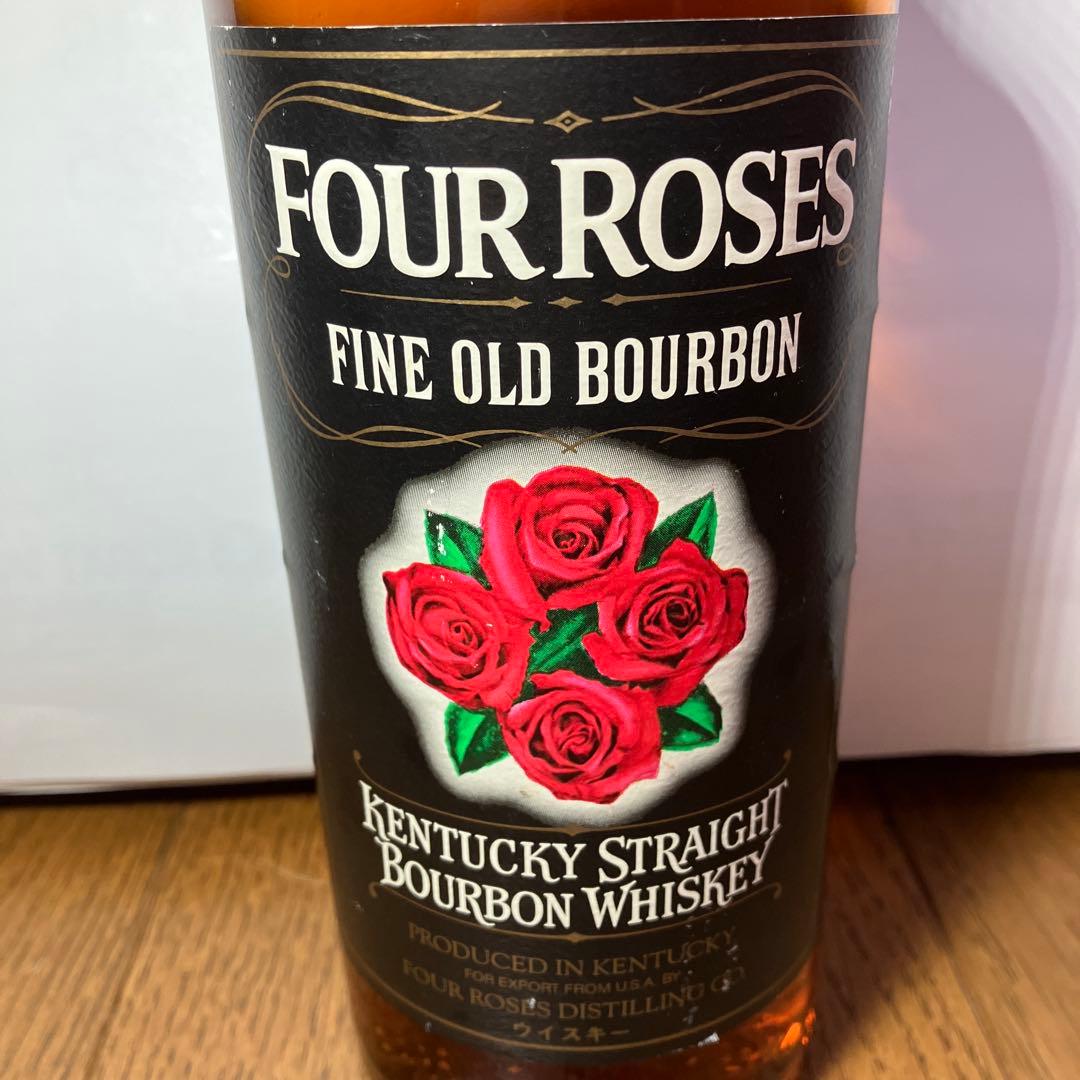 FOUR ROSES
FINE OLD BOURBON
KENTUCKY STRAIGHT
BOURBON WHISKEY
PRODUCED IN KENTUCKY
FOR EXPORT FROM U.S.A BY
FOUR ROSES DISTILLING CO.
ウイスキー